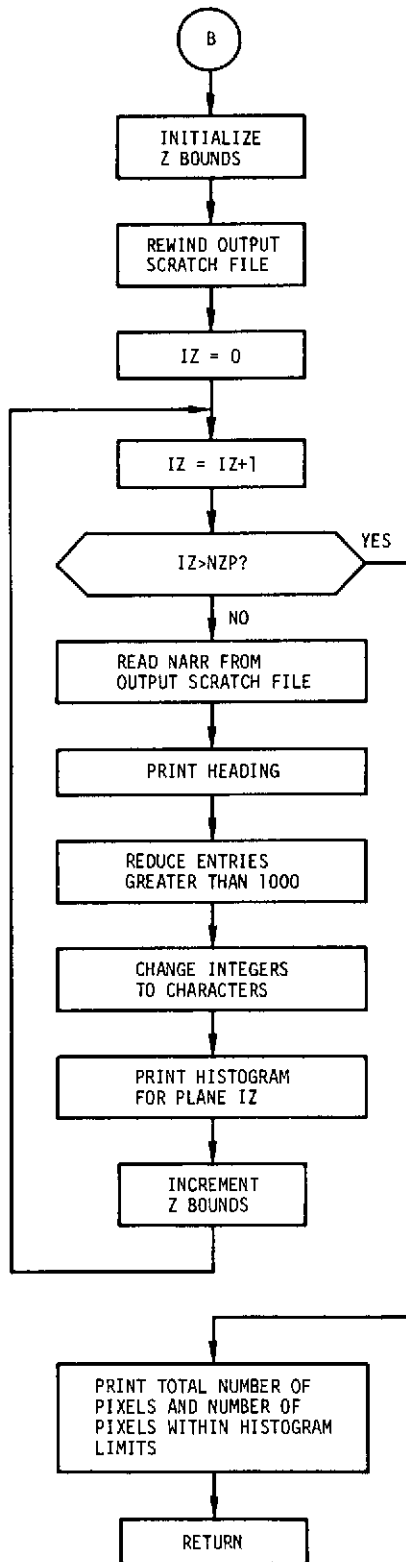 B
INITIALIZE
Z BOUNDS
REWIND OUTPUT
SCRATCH FILE
IZ = 0
IZ = IZ+1
IZ>NZP?
YES
NO
READ NARR FROM
OUTPUT SCRATCH FILE
PRINT HEADING
REDUCE ENTRIES
GREATER THAN 1000
CHANGE INTEGERS
TO CHARACTERS
PRINT HISTOGRAM
FOR PLANE IZ
INCREMENT
Z BOUNDS
PRINT TOTAL NUMBER OF
PIXELS AND NUMBER OF
PIXELS WITHIN HISTOGRAM
LIMITS
RETURN